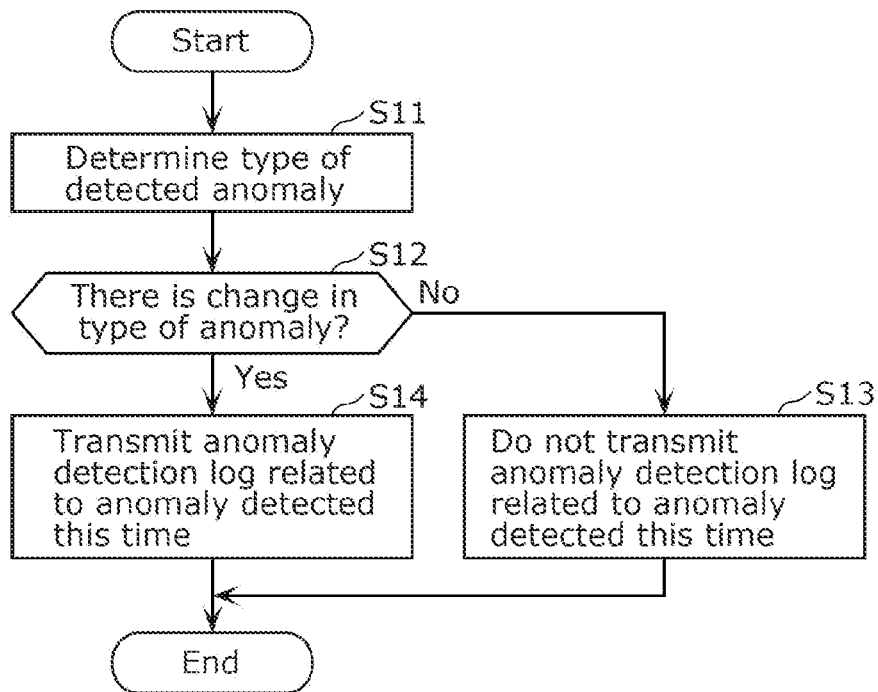 Start
S11
Determine type of
detected anomaly
S12
There is change in
type of anomaly?
No
Yes
S14
Transmit anomaly
detection log related
to anomaly detected
this time
S13
Do not transmit
anomaly detection log
related to anomaly
detected this time
End